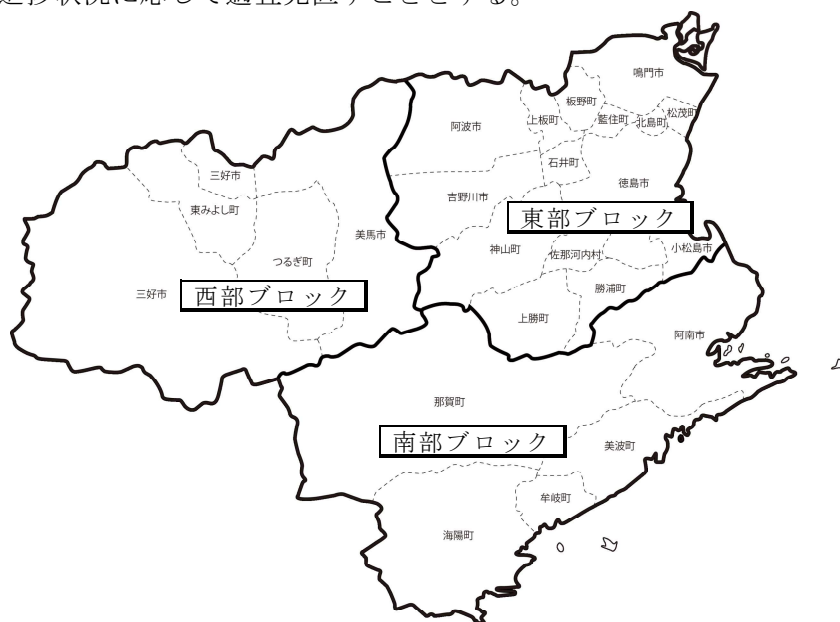 進捗状況に応じて適宜見直すこととする。
鳴門市
板野町
松茂町
上板町
藍住町
北島町
阿波市
石井町
三好市
徳島市
吉野川市
東みよし町
東部ブロック
美馬市
神山町
佐那河内村
小松島市
つるぎ町
三好市
西部ブロック
勝浦町
上勝町
阿南市
那賀町
南部ブロック
美波町
牟岐町
海陽町